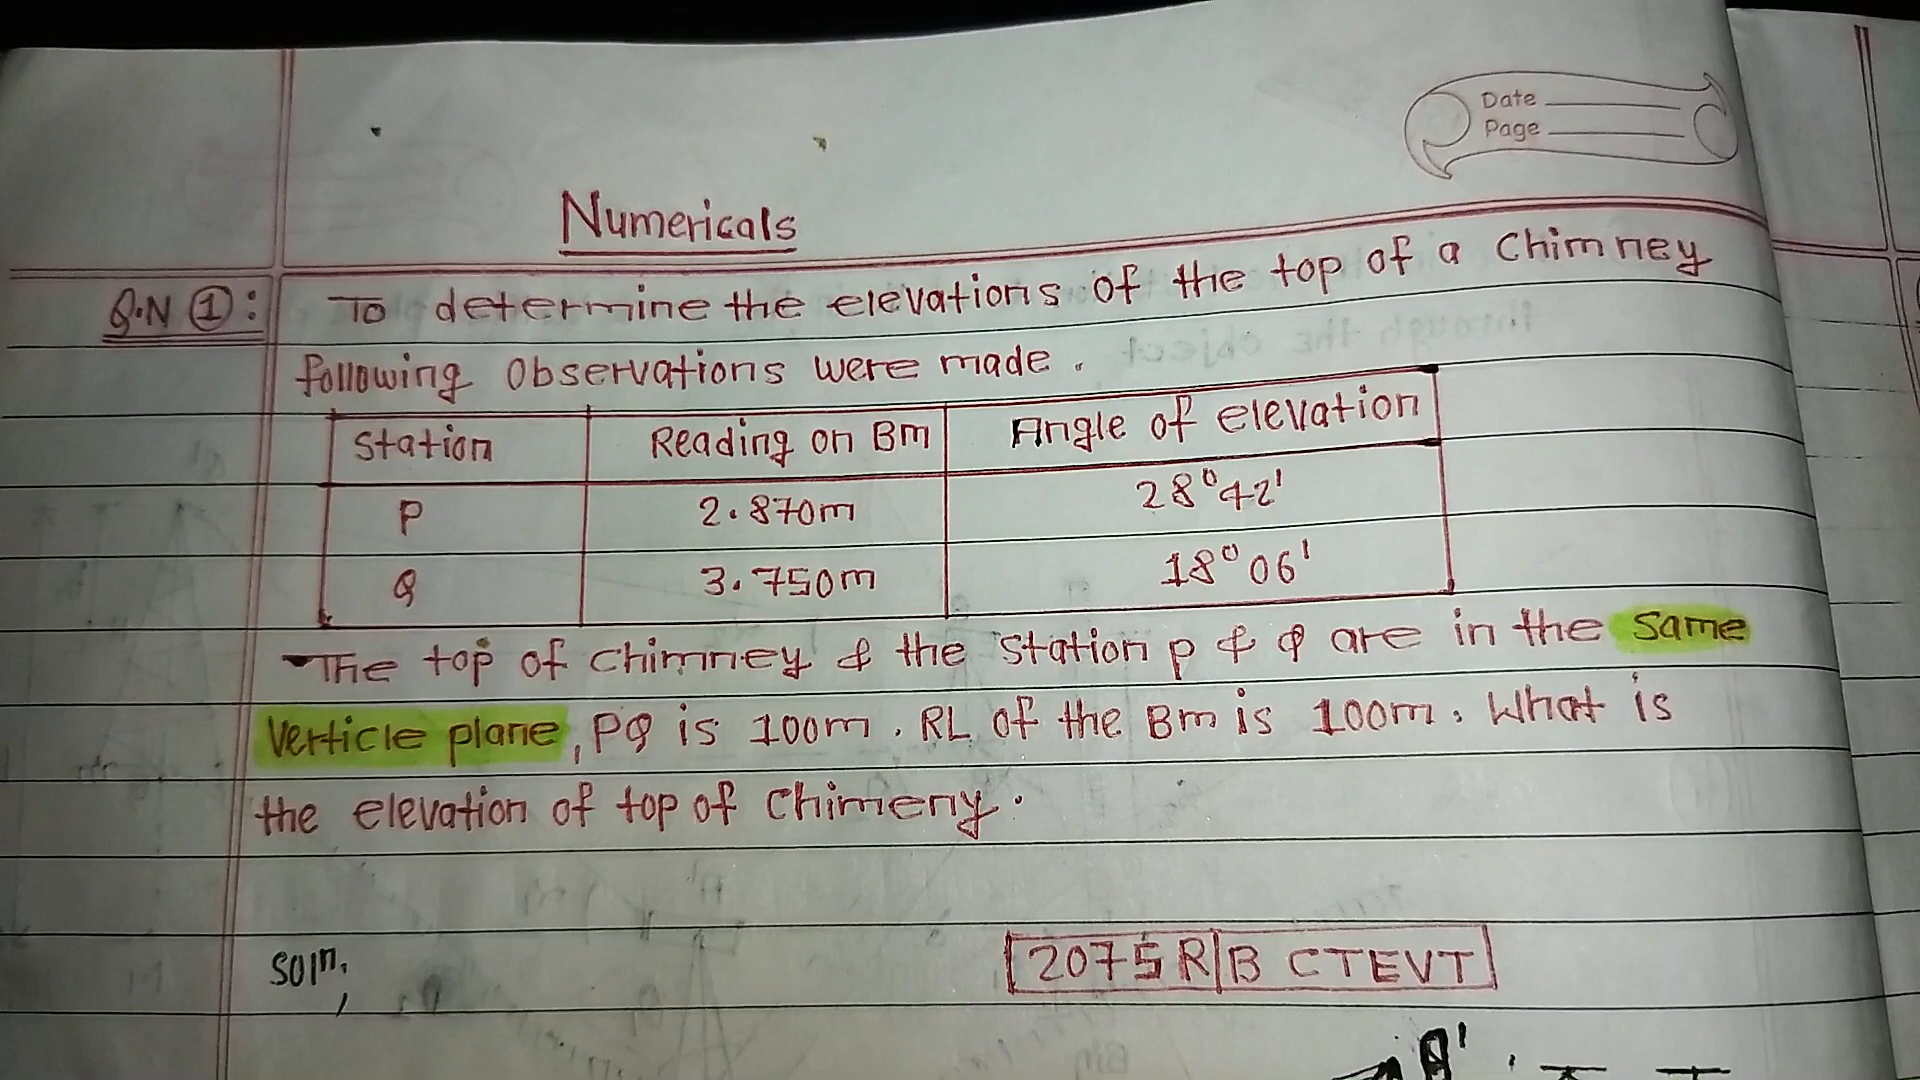 Date
Page
Numericals
Q.N ①: To determine the elevations of the top of a Chimney
following Observations were made.
Station Reading on Bm Angle of elevation
P 2.870m 28°42'
Q 3.750m 18°06'
The top of chimney & the station p & Q are in the same
verticle plane, PQ is 100m. RL of the Bm is 100m. What is
the elevation of top of Chimeny.
soln,
2075 R/B CTEVT